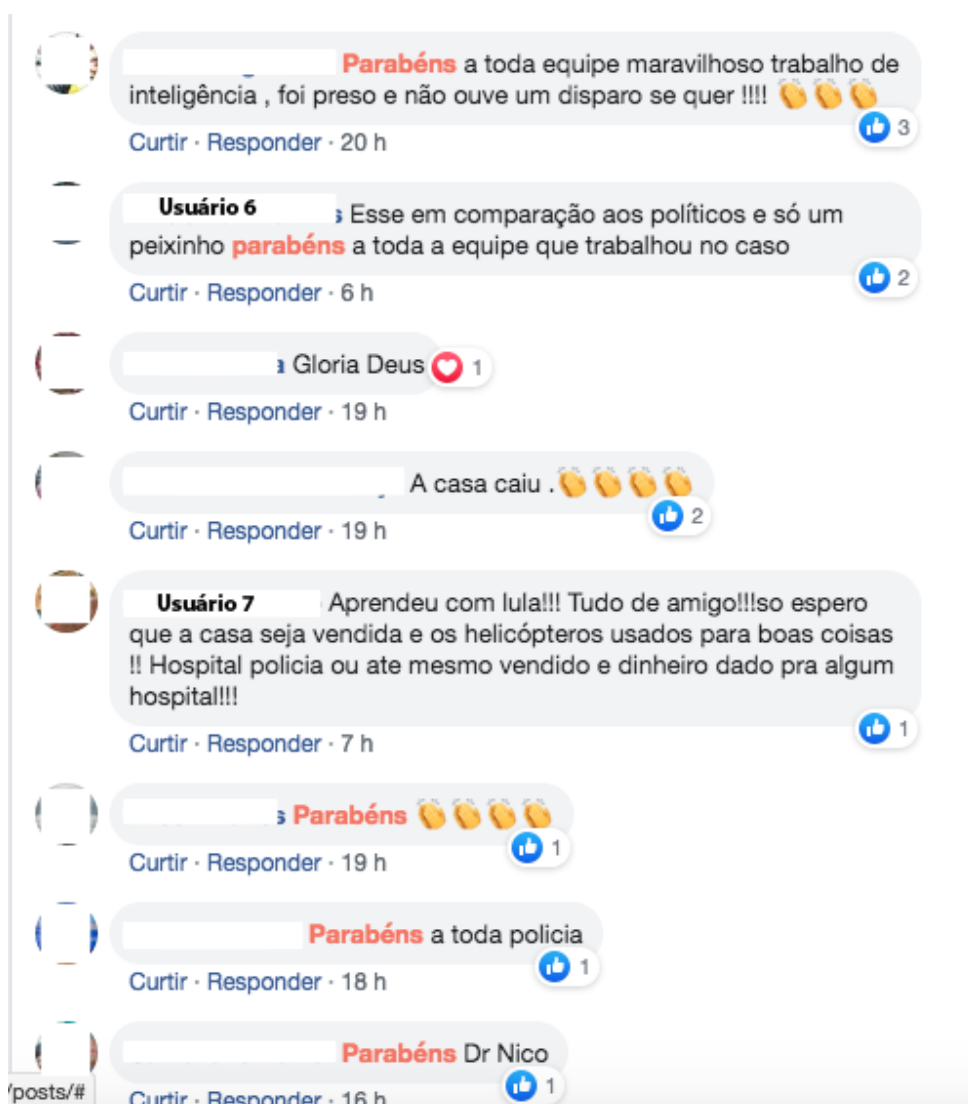 Parabéns a toda equipe maravilhoso trabalho de
inteligência , foi preso e não ouve um disparo se quer !!!! 👏👏👏
3
Curtir · Responder · 20 h
Usuário 6 s Esse em comparação aos políticos e só um
peixinho parabéns a toda a equipe que trabalhou no caso
2
Curtir · Responder · 6 h
a Gloria Deus 1
Curtir · Responder · 19 h
A casa caiu .👏👏👏👏
2
Curtir · Responder · 19 h
Usuário 7 Aprendeu com lula!!! Tudo de amigo!!!so espero
que a casa seja vendida e os helicópteros usados para boas coisas
!! Hospital policia ou ate mesmo vendido e dinheiro dado pra algum
hospital!!!
1
Curtir · Responder · 7 h
s Parabéns 👏👏👏👏
1
Curtir · Responder · 19 h
Parabéns a toda policia
1
Curtir · Responder · 18 h
Parabéns Dr Nico
1
Curtir · Responder · 16 h
/posts/#